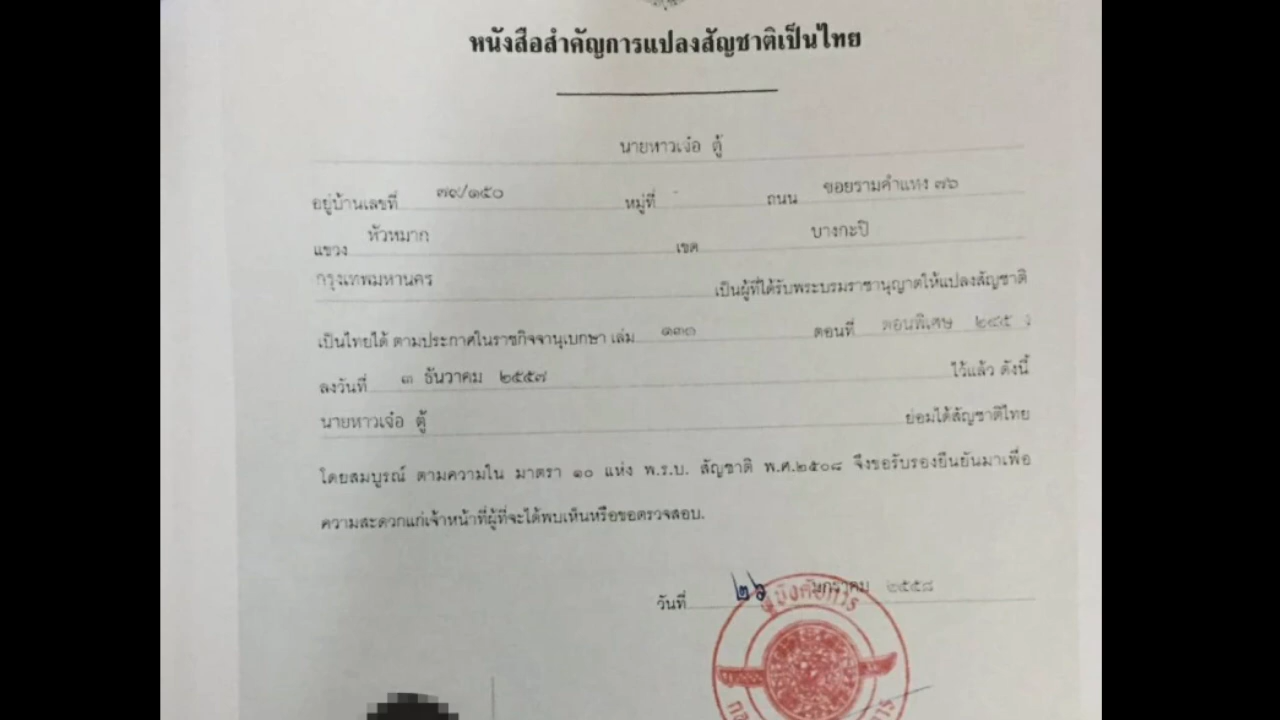 หนังสือสำคัญการแปลงสัญชาติเป็นไทย
นายหาวเจ๋อ ตู้
อยู่บ้านเลขที่ ๗๙/๑๕๐ หมู่ที่ - ถนน ซอยรามคำแหง ๗๖
แขวง หัวหมาก เขต บางกะปิ
กรุงเทพมหานคร เป็นผู้ที่ได้รับพระบรมราชานุญาตให้แปลงสัญชาติ
เป็นไทยได้ ตามประกาศในราชกิจจานุเบกษา เล่ม ๑๓๑ ตอนที่ ตอนพิเศษ ๒๔๕ ง
ลงวันที่ ๓ ธันวาคม ๒๕๕๗ ไว้แล้ว ดังนี้
นายหาวเจ๋อ ตู้ ย่อมได้สัญชาติไทย
โดยสมบูรณ์ ตามความใน มาตรา ๑๐ แห่ง พ.ร.บ. สัญชาติ พ.ศ.๒๕๐๘ จึงขอรับรองยืนยันมาเพื่อ
ความสะดวกแก่เจ้าหน้าที่ผู้ที่จะได้พบเห็นหรือขอตรวจสอบ.
วันที่ ๒๖ มกราคม ๒๕๕๘
ผู้บังคับการ